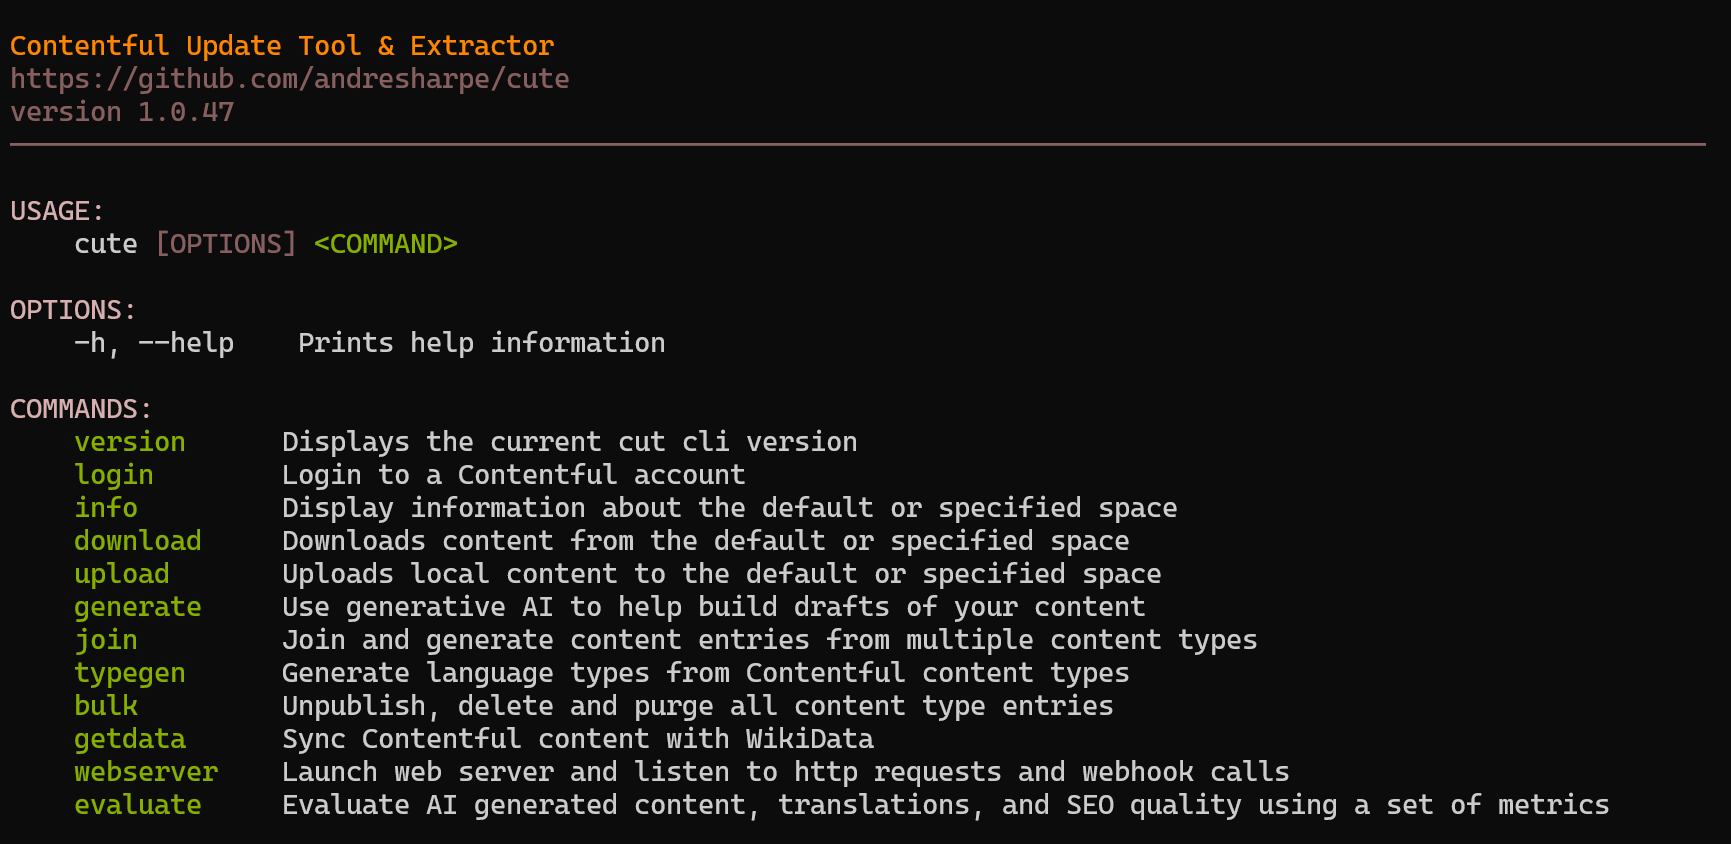 Contentful Update Tool & Extractor
https://github.com/andresharpe/cute
version 1.0.47
USAGE:
cute [OPTIONS] <COMMAND>
OPTIONS:
-h, --help    Prints help information
COMMANDS:
version      Displays the current cut cli version
login        Login to a Contentful account
info         Display information about the default or specified space
download     Downloads content from the default or specified space
upload       Uploads local content to the default or specified space
generate     Use generative AI to help build drafts of your content
join         Join and generate content entries from multiple content types
typegen      Generate language types from Contentful content types
bulk         Unpublish, delete and purge all content type entries
getdata      Sync Contentful content with WikiData
webserver    Launch web server and listen to http requests and webhook calls
evaluate     Evaluate AI generated content, translations, and SEO quality using a set of metrics